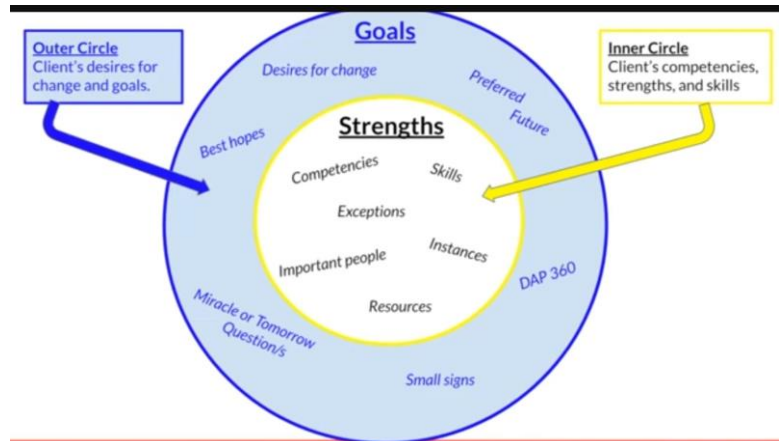 Outer Circle
Client's desires for
change and goals.
Goals
Inner Circle
Client's competencies,
strengths, and skills
Desires for change
Preferred
Future
Best hopes
Strengths
Competencies
Skills
Exceptions
Instances
Important people
DAP 360
Resources
Miracle or Tomorrow
Question/s
Small signs